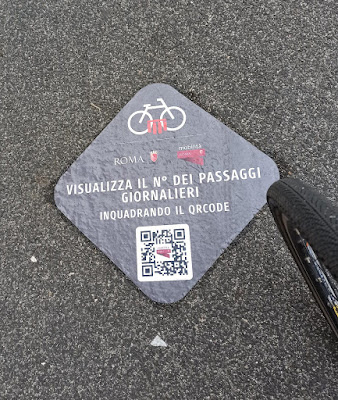 ROMA
VISUALIZZA IL N° DEI PASSAGGI
GIORNALIERI
INQUADRANDO IL QRCODE